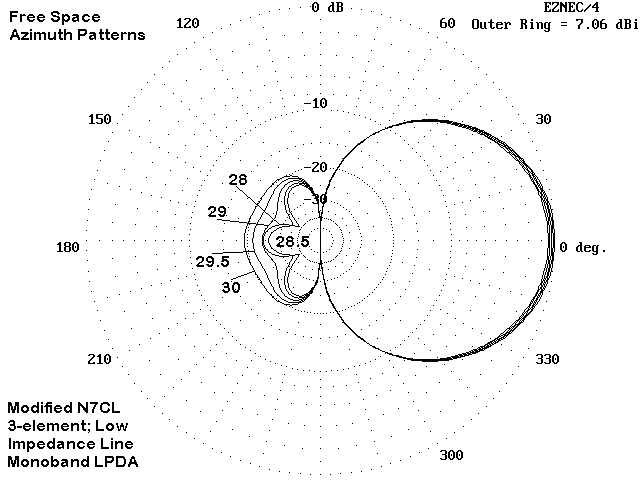 0 dB
EZNEC/4
Free Space
Azimuth Patterns
120
60
Outer Ring = 7.06 dBi
-10
150
30
-20
28
-30
29
28.5
180
0 deg.
29.5
30
210
330
Modified N7CL
3-element; Low
Impedance Line
Monoband LPDA
300